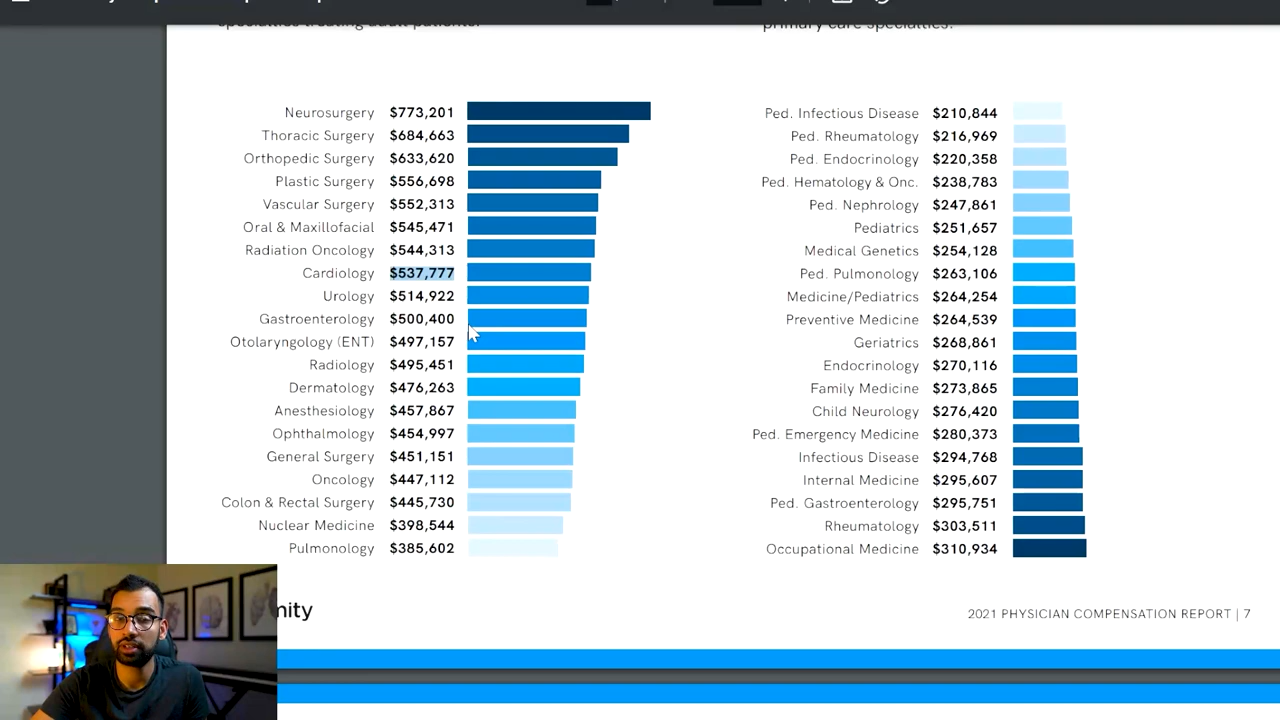 specialties treating adult patients.
Neurosurgery $773,201
Thoracic Surgery $684,663
Orthopedic Surgery $633,620
Plastic Surgery $556,698
Vascular Surgery $552,313
Oral & Maxillofacial $545,471
Radiation Oncology $544,313
Cardiology $537,777
Urology $514,922
Gastroenterology $500,400
Otolaryngology (ENT) $497,157
Radiology $495,451
Dermatology $476,263
Anesthesiology $457,867
Ophthalmology $454,997
General Surgery $451,151
Oncology $447,112
Colon & Rectal Surgery $445,730
Nuclear Medicine $398,544
Pulmonology $385,602
primary care specialties.
Ped. Infectious Disease $210,844
Ped. Rheumatology $216,969
Ped. Endocrinology $220,358
Ped. Hematology & Onc. $238,783
Ped. Nephrology $247,861
Pediatrics $251,657
Medical Genetics $254,128
Ped. Pulmonology $263,106
Medicine/Pediatrics $264,254
Preventive Medicine $264,539
Geriatrics $268,861
Endocrinology $270,116
Family Medicine $273,865
Child Neurology $276,420
Ped. Emergency Medicine $280,373
Infectious Disease $294,768
Internal Medicine $295,607
Ped. Gastroenterology $295,751
Rheumatology $303,511
Occupational Medicine $310,934
nity
2021 PHYSICIAN COMPENSATION REPORT | 7